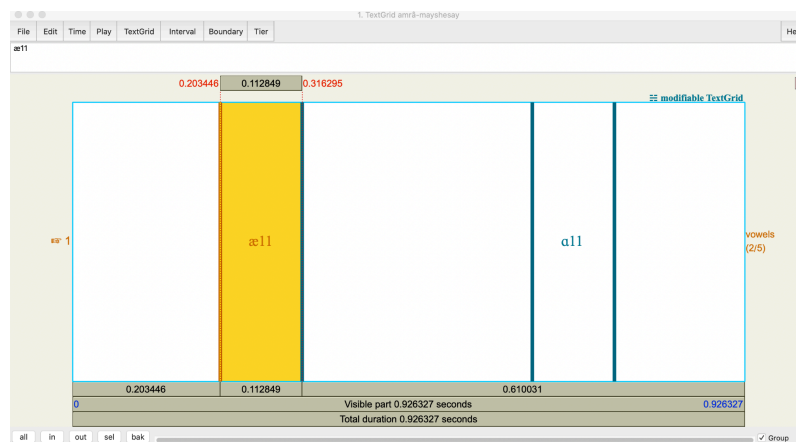 1. TextGrid amrå-mayshesay
File Edit Time Play TextGrid Interval Boundary Tier He
æ11
0.203446 0.112849 0.316295
☵ modifiable TextGrid
☞ 1 æ11 ɑ11 vowels
(2/5)
0.203446 0.112849 0.610031
0 Visible part 0.926327 seconds 0.926327
Total duration 0.926327 seconds
all in out sel bak Group